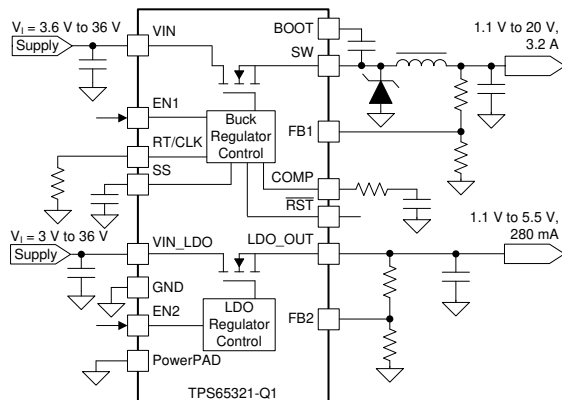 V_I = 3.6 V to 36 V
Supply
VIN
BOOT
SW
1.1 V to 20 V,
3.2 A
EN1
Buck
Regulator
Control
FB1
RT/CLK
SS
COMP
RST
V_I = 3 V to 36 V
Supply
VIN_LDO
LDO_OUT
1.1 V to 5.5 V,
280 mA
GND
EN2
LDO
Regulator
Control
FB2
PowerPAD
TPS65321-Q1